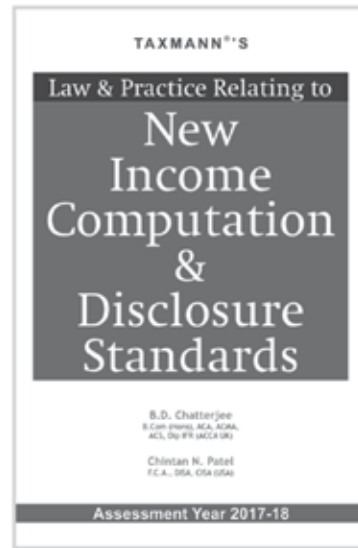 TAXMANN®'S
Law & Practice Relating to
New
Income
Computation
&
Disclosure
Standards
B.D. Chatterjee
B.Com (Hons), ACA, ACMA,
ACS, Dip IFR (ACCA UK)
Chintan N. Patel
F.C.A., DISA, CISA (USA)
Assessment Year 2017-18